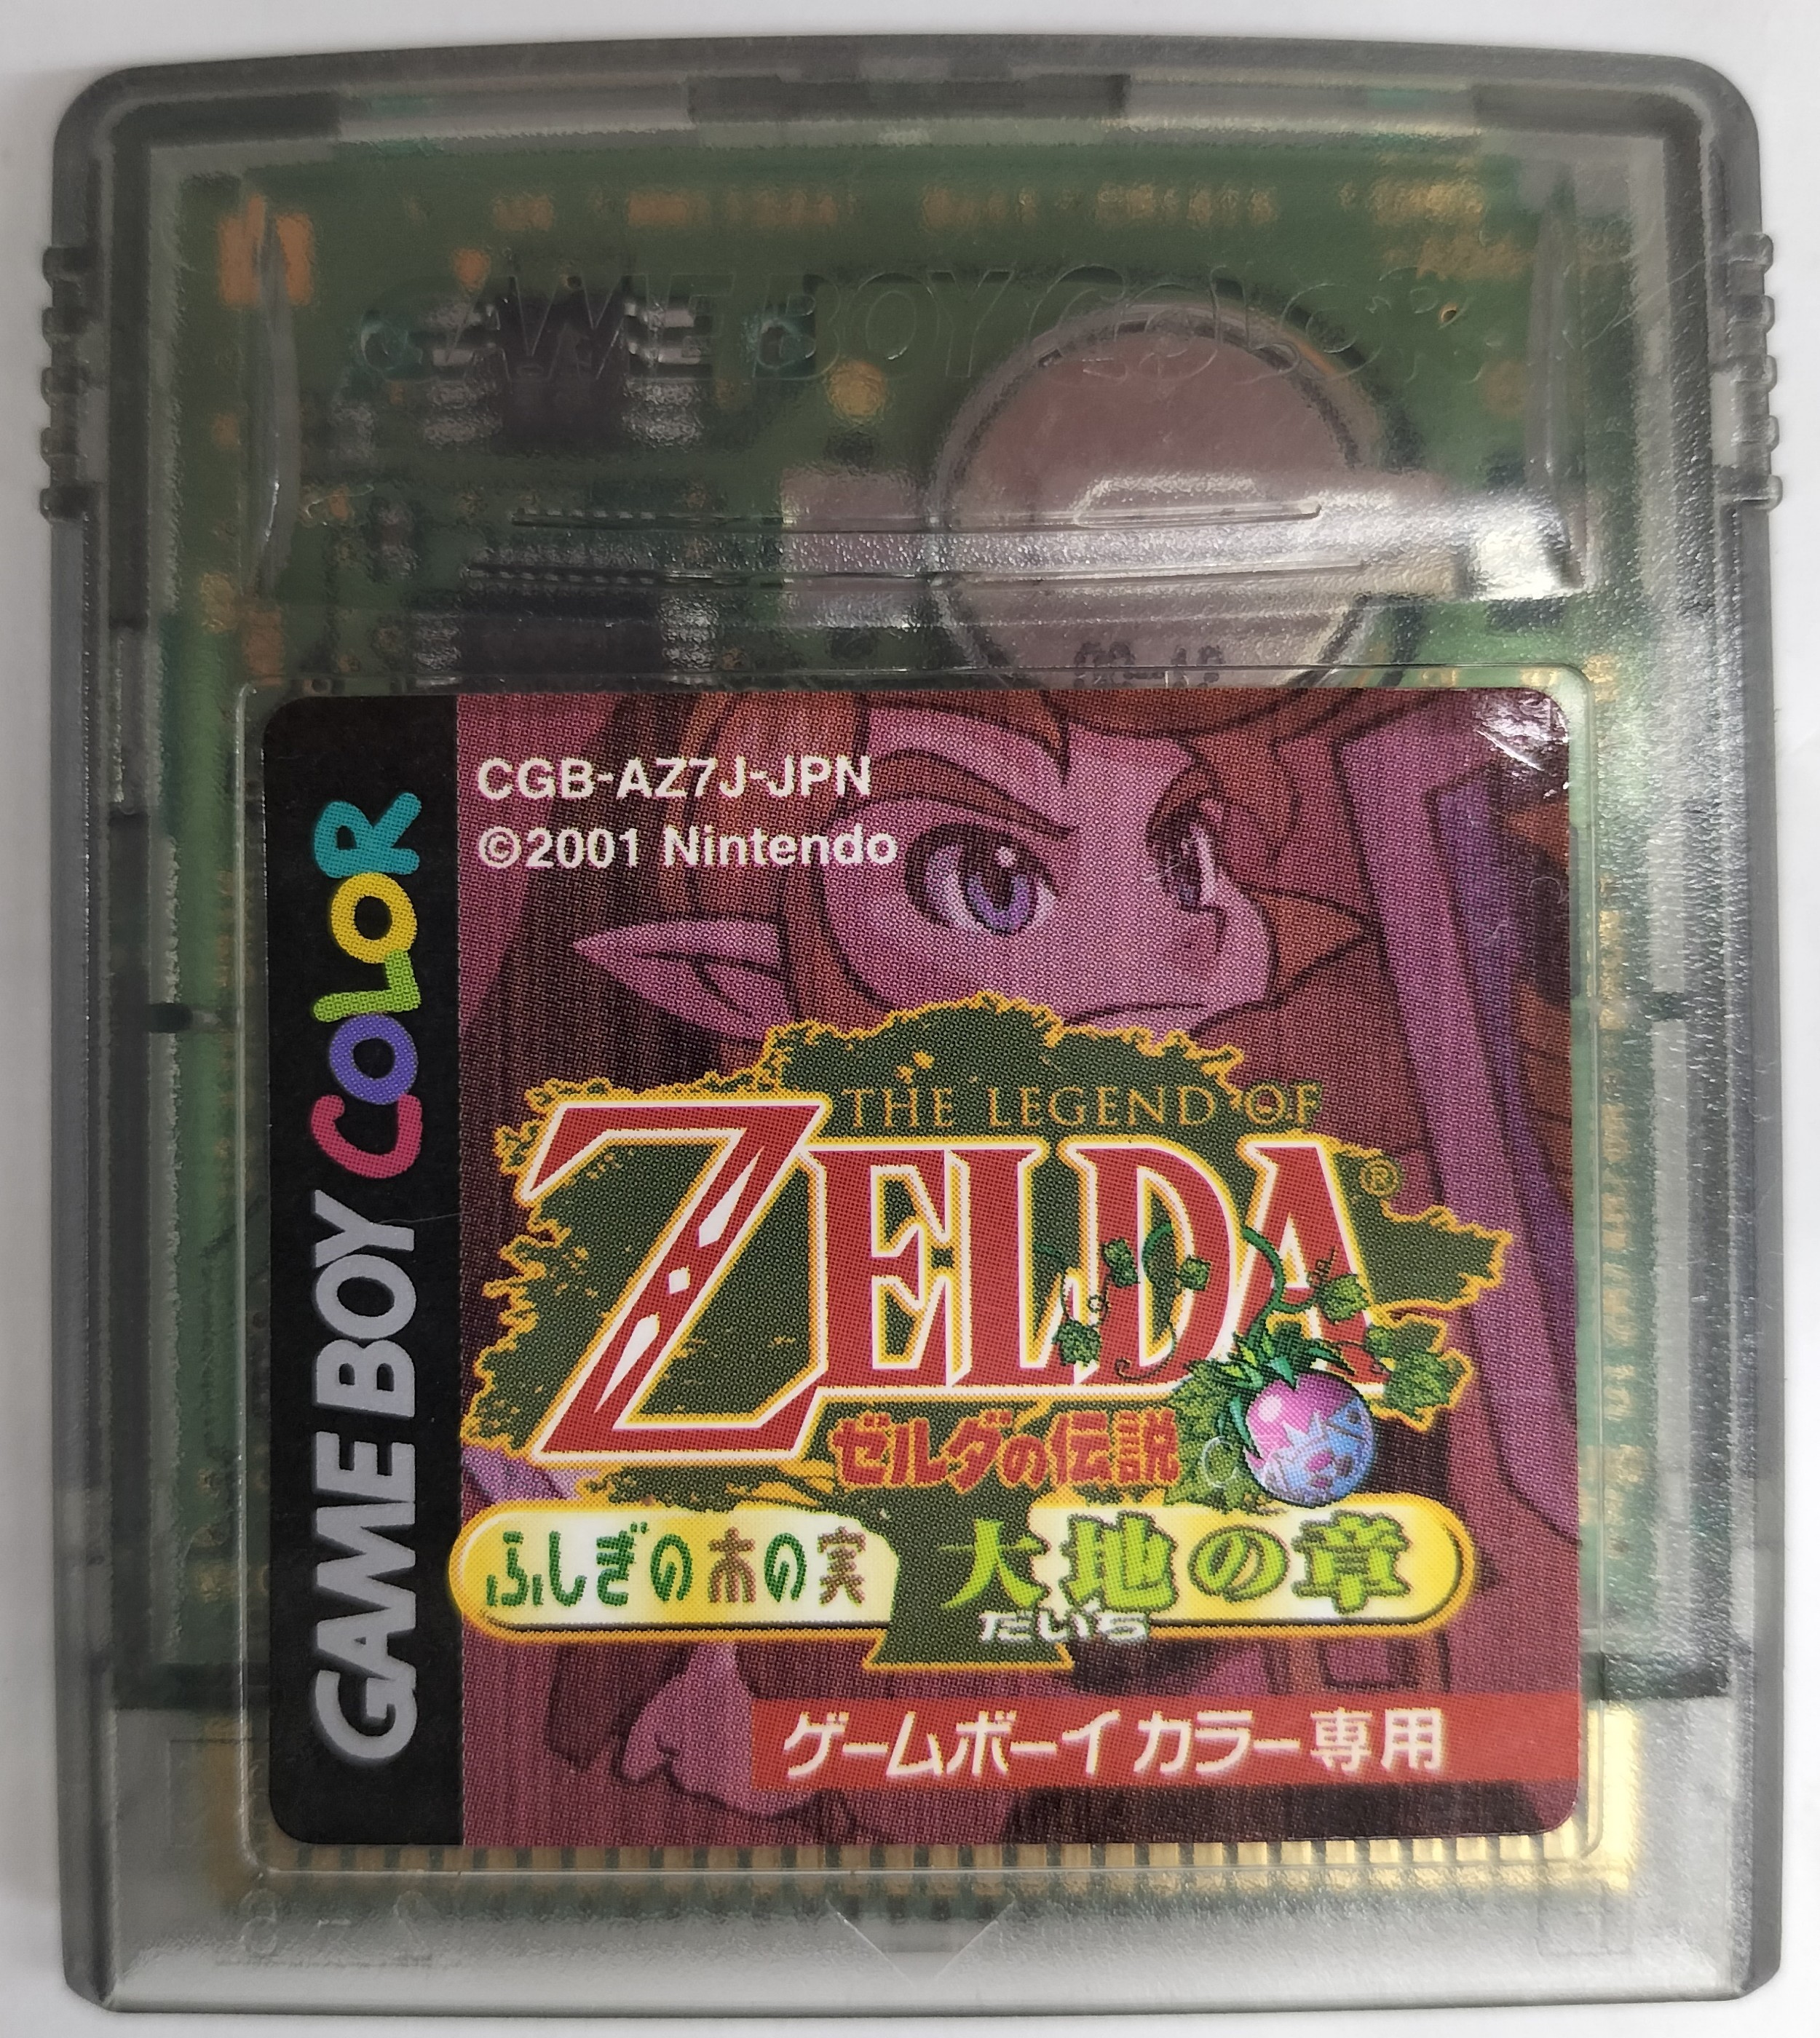 GAME BOY COLOR
GAME BOY COLOR
CGB-AZ7J-JPN
©2001 Nintendo
THE LEGEND OF
ZELDA®
ゼルダの伝説
ふしぎの木の実 大地の章
だいち
ゲームボーイカラー専用